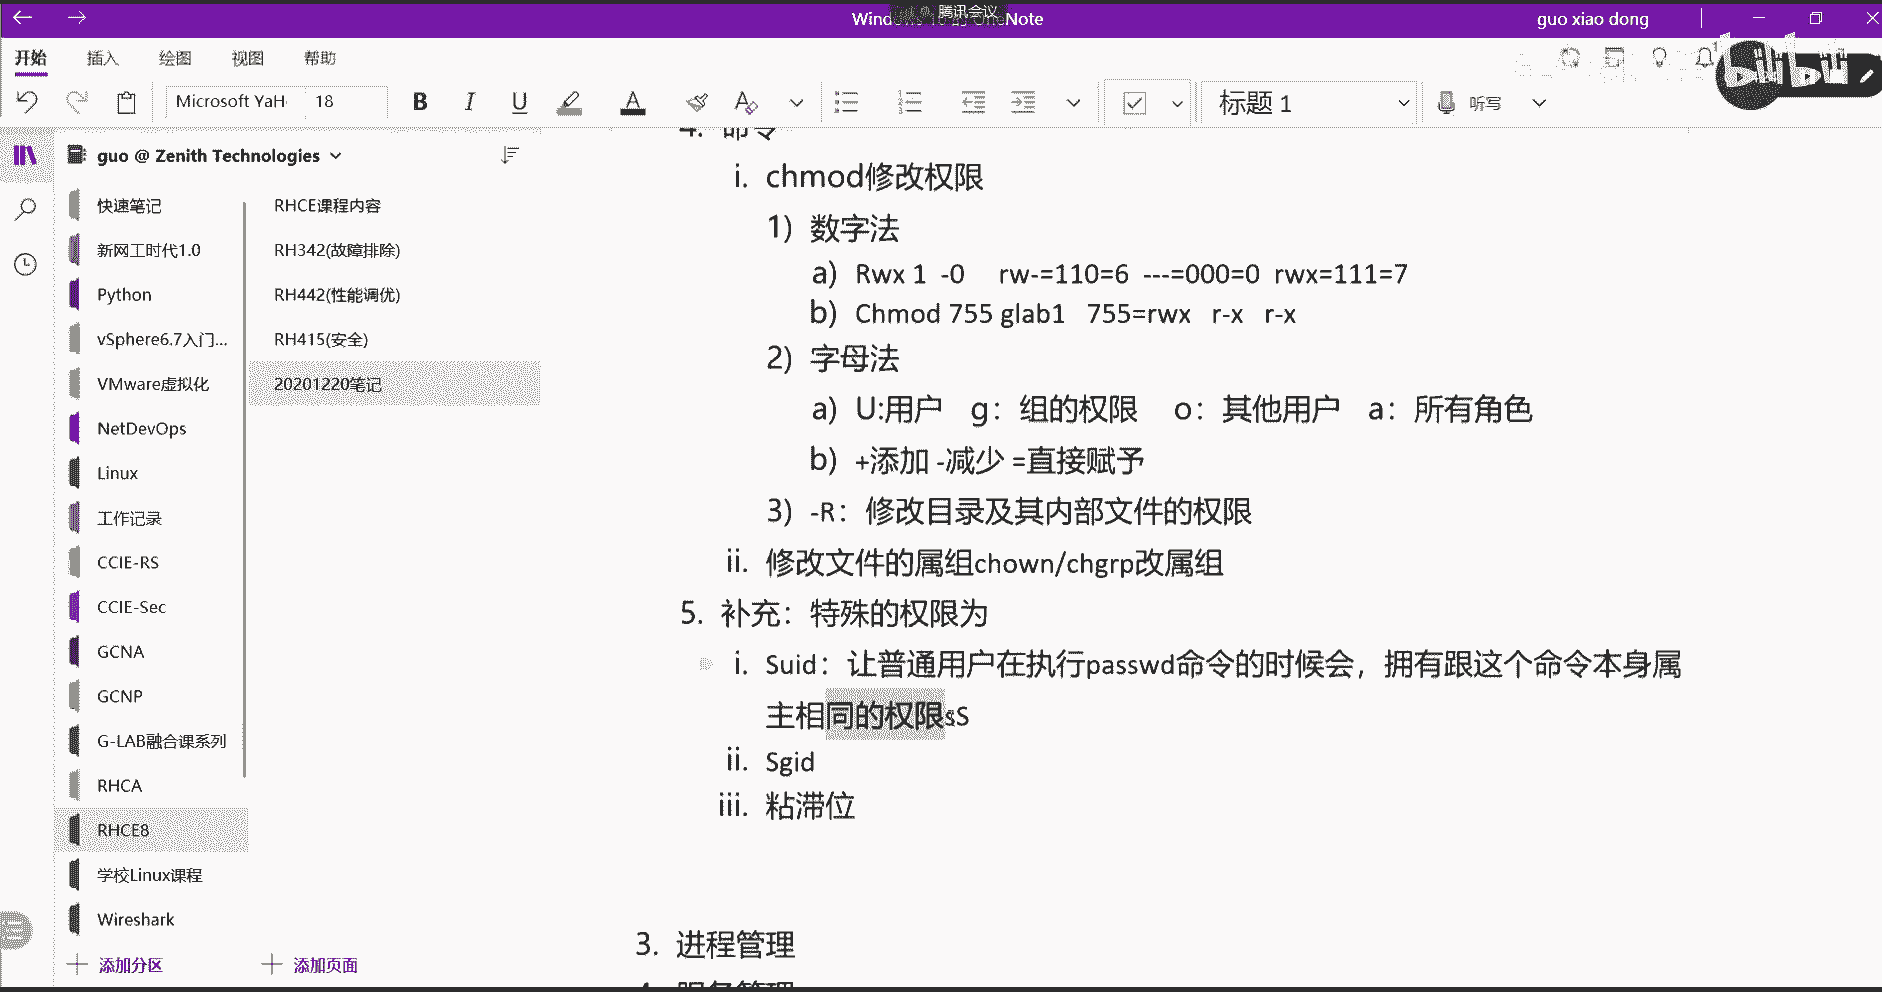 腾讯会议
OneNote
guo xiao dong
开始 插入 绘图 视图 帮助
bilibili
Microsoft YaH 18
B I U A
标题 1
听写
guo @ Zenith Technologies
快速笔记
新网工时代1.0
Python
vSphere6.7入门...
VMware虚拟化
NetDevOps
Linux
工作记录
CCIE-RS
CCIE-Sec
GCNA
GCNP
G-LAB融合课系列
RHCA
RHCE8
学校Linux课程
Wireshark
添加分区
RHCE课程内容
RH342(故障排除)
RH442(性能调优)
RH415(安全)
20201220笔记
添加页面
4. 命令
i. chmod修改权限
1) 数字法
a) Rwx 1 -0 rw-=110=6 ---=000=0 rwx=111=7
b) Chmod 755 glab1 755=rwx r-x r-x
2) 字母法
a) U:用户 g：组的权限 o：其他用户 a：所有角色
b) +添加 -减少 =直接赋予
3) -R：修改目录及其内部文件的权限
ii. 修改文件的属组chown/chgrp改属组
5. 补充：特殊的权限为
i. Suid：让普通用户在执行passwd命令的时候会，拥有跟这个命令本身属
主相同的权限sS
ii. Sgid
iii. 粘滞位
3. 进程管理
4. 服务管理